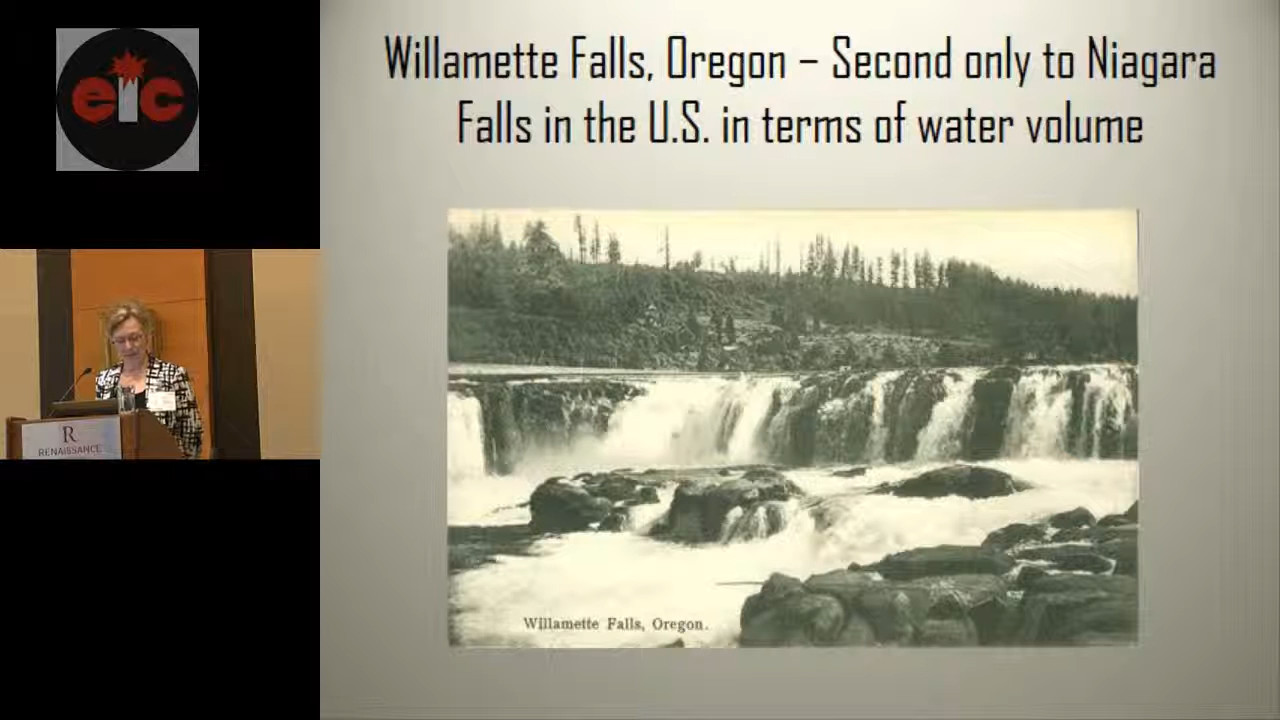 eic
Willamette Falls, Oregon – Second only to Niagara
Falls in the U.S. in terms of water volume
R
RENAISSANCE
Willamette Falls, Oregon.